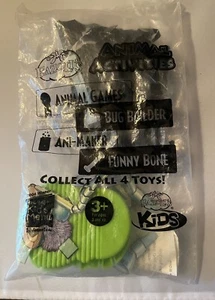 ANIMAL
ACTIVITIES
ANIMAL GAMES
BUG BUILDER
ANI-MAKER
FUNNY BONE
COLLECT ALL 4 TOYS!
3+
KIDS